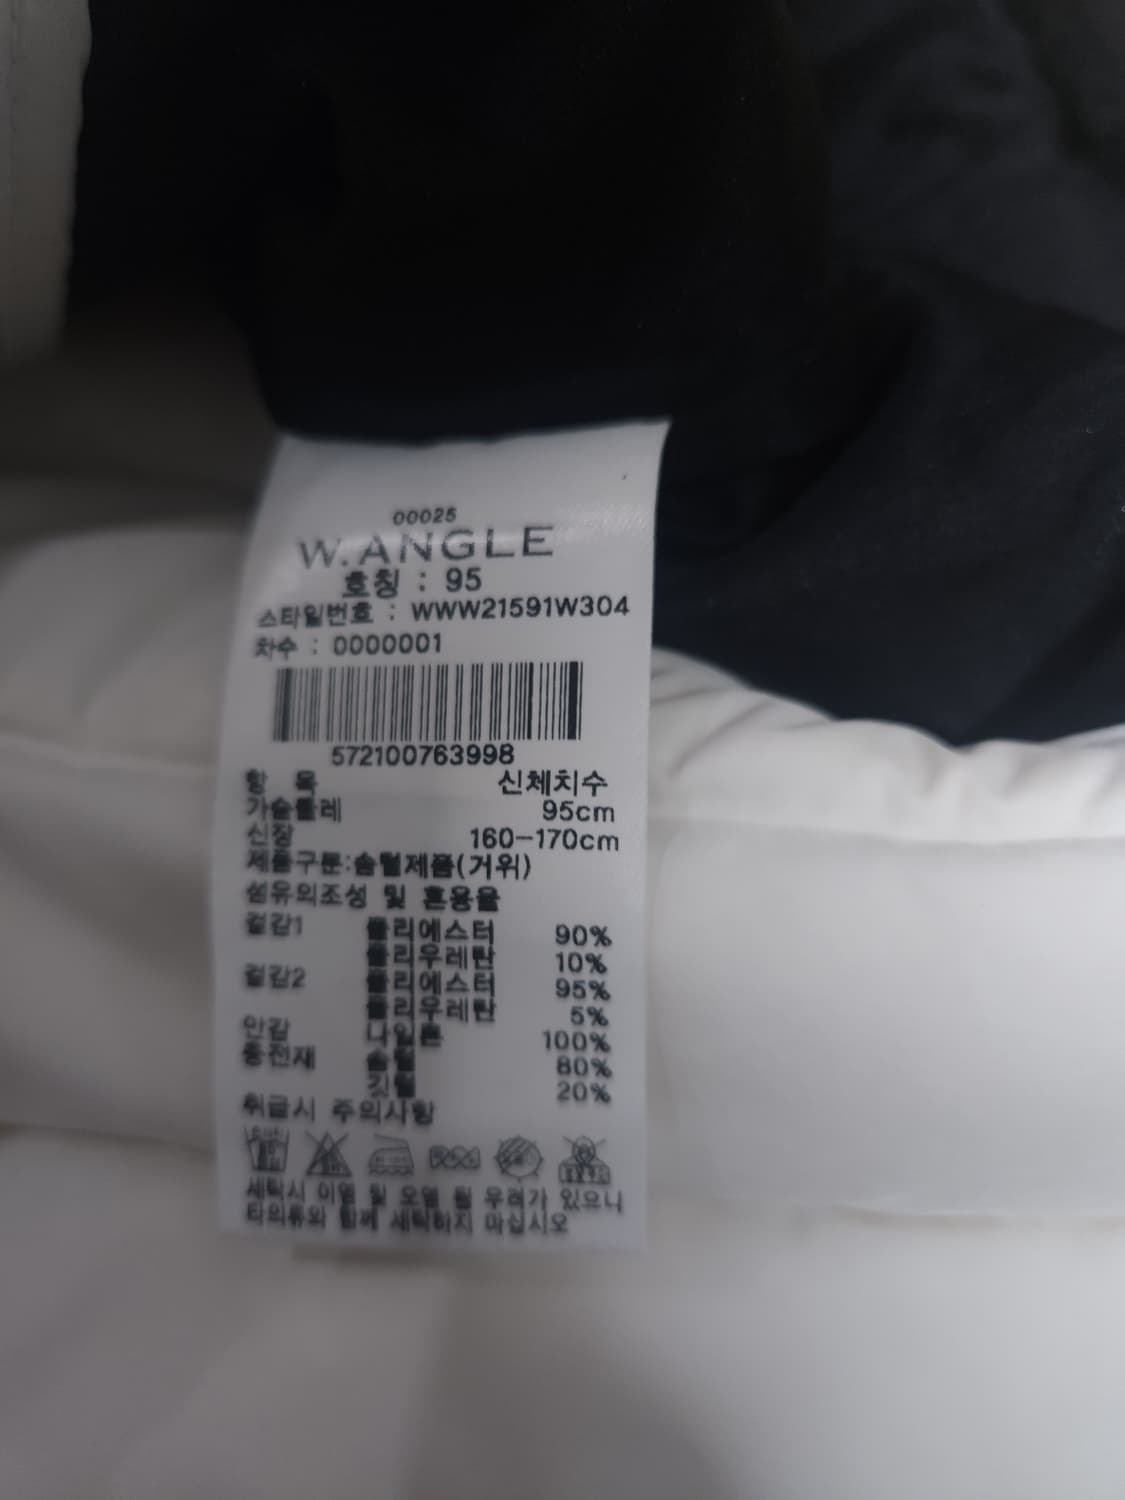 00025
W.ANGLE
호칭 : 95
스타일번호 : WWW21591W304
차수 : 0000001
572100763998
항 목 신체치수
가슴둘레 95cm
신장 160-170cm
제품구분:솜털제품(거위)
섬유의조성 및 혼용율
겉감1 폴리에스터 90%
폴리우레탄 10%
겉감2 폴리에스터 95%
폴리우레탄 5%
안감 나일론 100%
충전재 솜털 80%
깃털 20%
취급시 주의사항
세탁시 이염 및 오염 될 우려가 있으니
타의류와 함께 세탁하지 마십시오